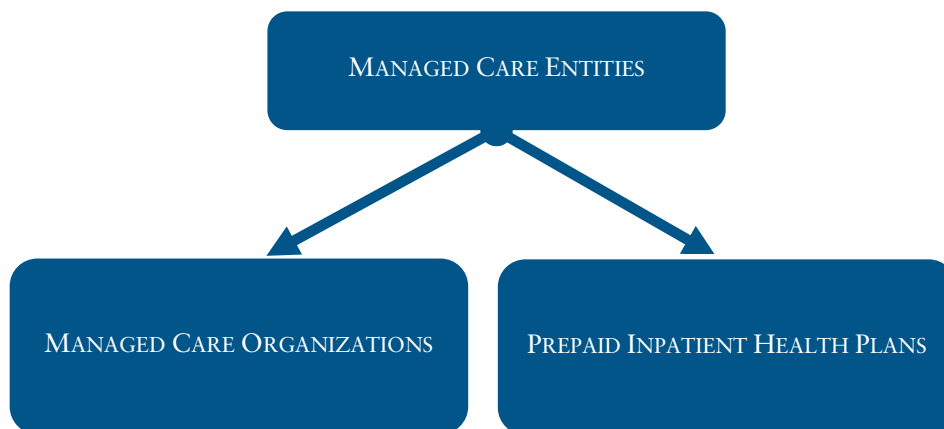 Managed Care Entities
Managed Care Organizations
Prepaid Inpatient Health Plans